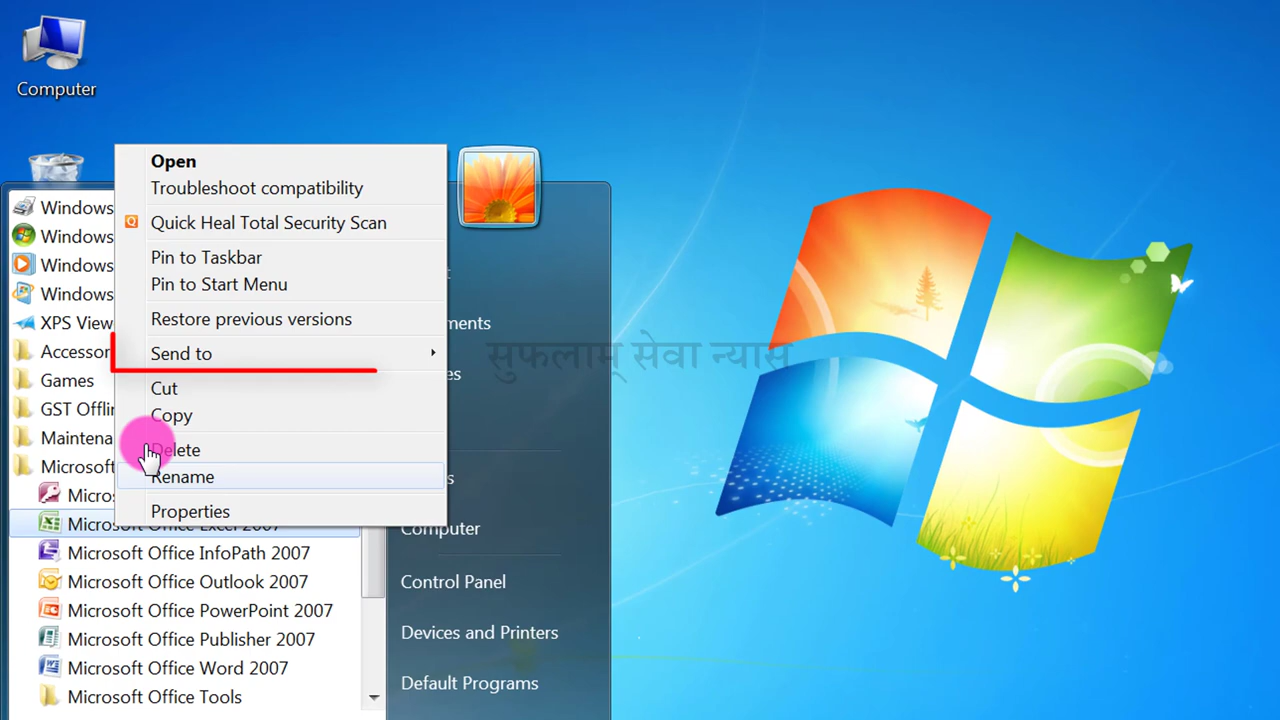 Computer
Open
Troubleshoot compatibility
Quick Heal Total Security Scan
Pin to Taskbar
Pin to Start Menu
Restore previous versions
Send to
Cut
Copy
Delete
Rename
Properties
Windows
Windows
Windows
Windows
XPS View
Accessor
Games
GST Offli
Maintena
Microsoft
Micros
Microsoft Office Excel 2007
Microsoft Office InfoPath 2007
Microsoft Office Outlook 2007
Microsoft Office PowerPoint 2007
Microsoft Office Publisher 2007
Microsoft Office Word 2007
Microsoft Office Tools
ments
es
s
Computer
Control Panel
Devices and Printers
Default Programs
सुफलाम् सेवा न्यास